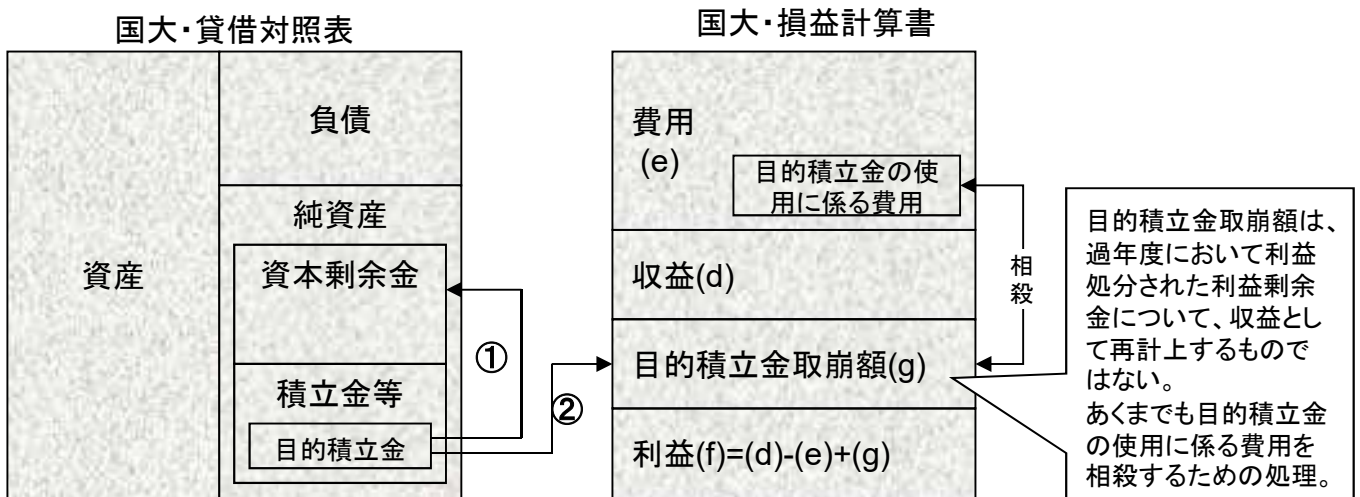 国大・貸借対照表
資産
負債
純資産
資本剰余金
積立金等
目的積立金
①
②
国大・損益計算書
費用
(e)
目的積立金の使
用に係る費用
収益(d)
目的積立金取崩額(g)
利益(f)=(d)-(e)+(g)
相
殺
目的積立金取崩額は、
過年度において利益
処分された利益剰余
金について、収益とし
て再計上するもので
はない。
あくまでも目的積立金
の使用に係る費用を
相殺するための処理。